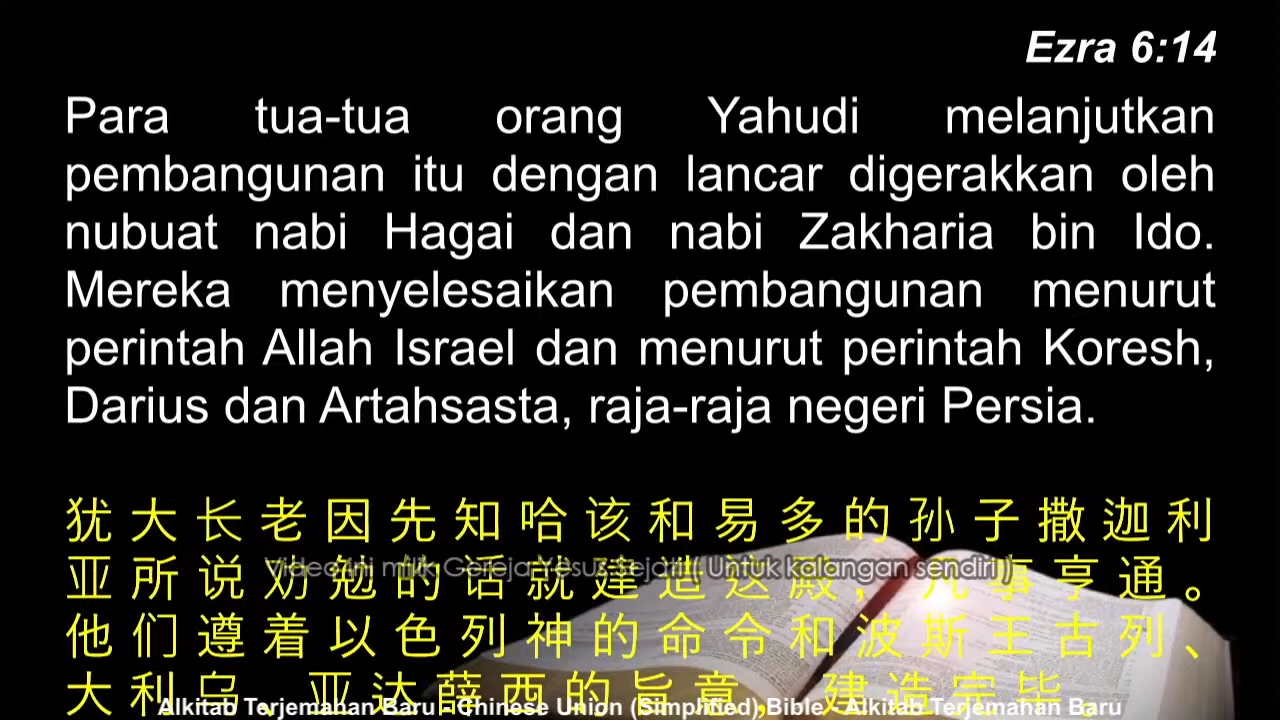 Ezra 6:14
Para tua-tua orang Yahudi melanjutkan
pembangunan itu dengan lancar digerakkan oleh
nubuat nabi Hagai dan nabi Zakharia bin Ido.
Mereka menyelesaikan pembangunan menurut
perintah Allah Israel dan menurut perintah Koresh,
Darius dan Artahsasta, raja-raja negeri Persia.
犹大长老因先知哈该和易多的孙子撒迦利
亚所说劝勉的话就建造这殿，凡事亨通。
Video ini milik Gereja Yesus Sejati ( Untuk kalangan sendiri )
他们遵着以色列神的命令和波斯王古列、
大利乌、亚达薛西的旨意，建造完毕。
Alkitab Terjemahan Baru - Chinese Union (Simplified) Bible - Alkitab Terjemahan Baru